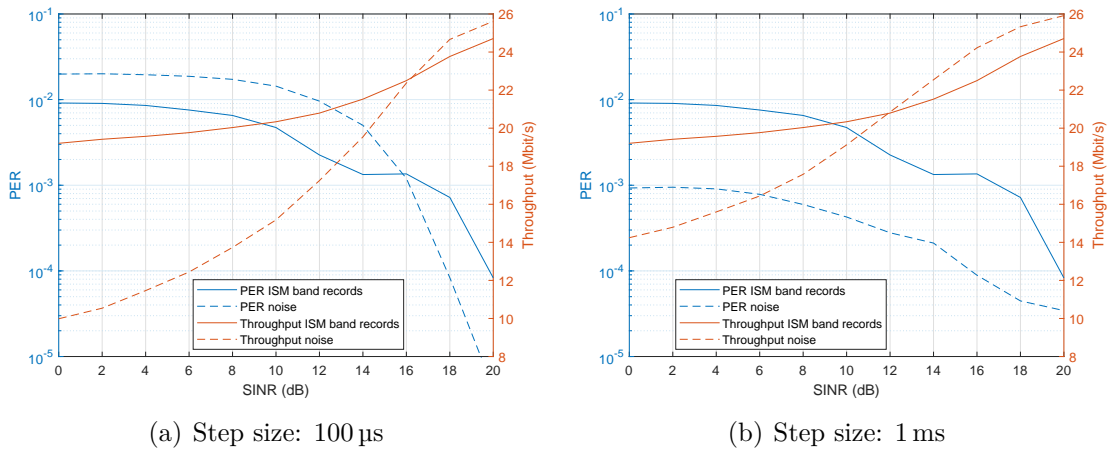 10^-1
10^-2
10^-3
10^-4
10^-5
PER
0 2 4 6 8 10 12 14 16 18 20
SINR (dB)
26
24
22
20
18
16
14
12
10
8
Throughput (Mbit/s)
PER ISM band records
PER noise
Throughput ISM band records
Throughput noise
(a) Step size: 100 µs
10^-1
10^-2
10^-3
10^-4
10^-5
PER
0 2 4 6 8 10 12 14 16 18 20
SINR (dB)
26
24
22
20
18
16
14
12
10
8
Throughput (Mbit/s)
PER ISM band records
PER noise
Throughput ISM band records
Throughput noise
(b) Step size: 1 ms